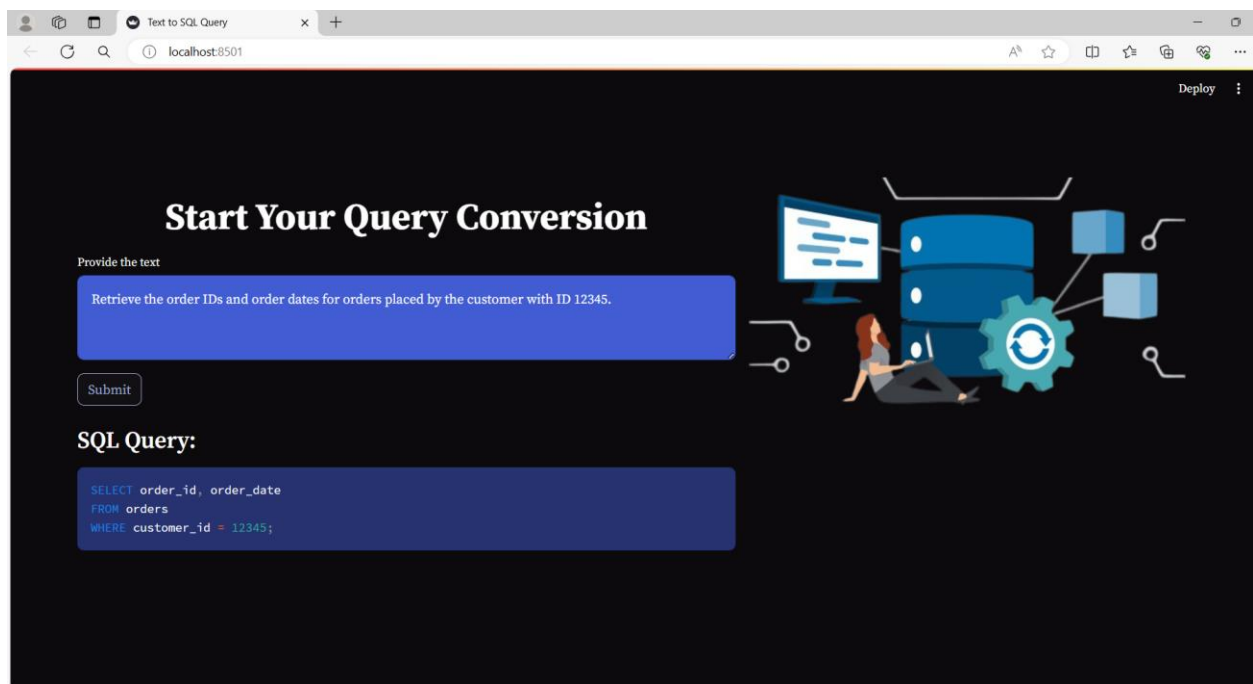 Text to SQL Query
localhost:8501
Deploy
Start Your Query Conversion
Provide the text
Retrieve the order IDs and order dates for orders placed by the customer with ID 12345.
Submit
SQL Query:
SELECT order_id, order_date
FROM orders
WHERE customer_id = 12345;